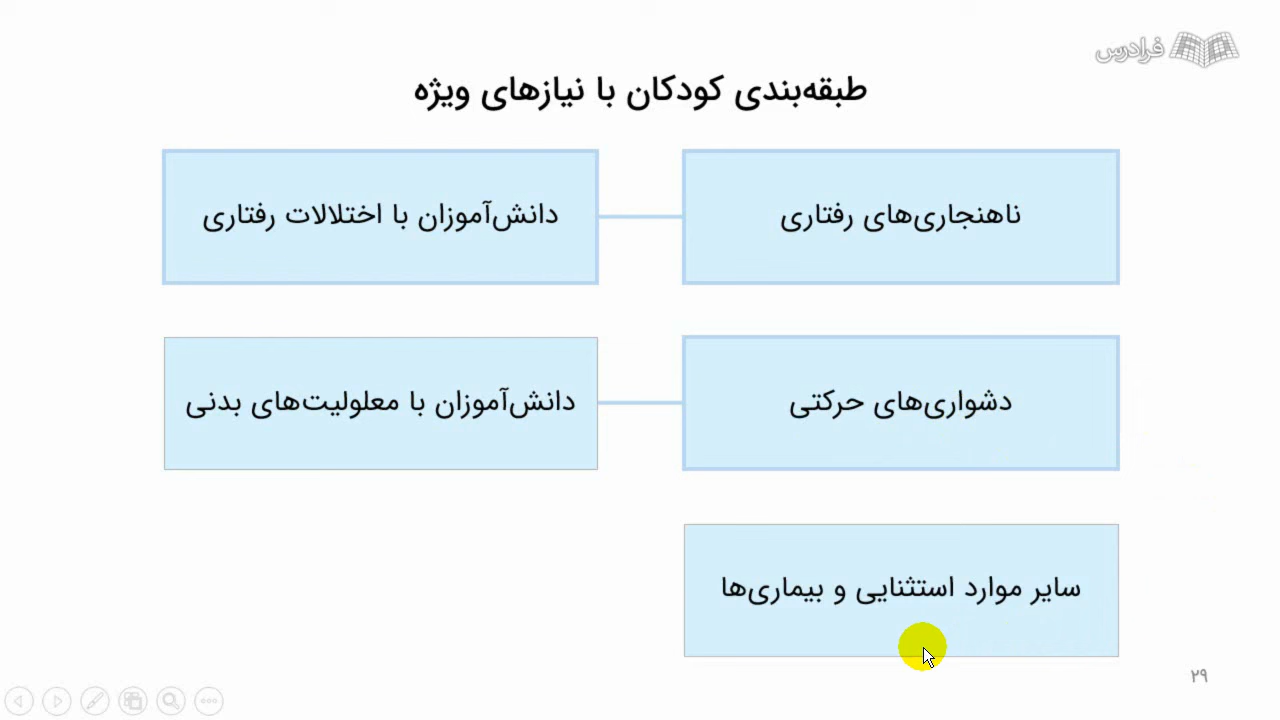 فرادرس
طبقه‌بندی کودکان با نیازهای ویژه
ناهنجاری‌های رفتاری
دانش‌آموزان با اختلالات رفتاری
دشواری‌های حرکتی
دانش‌آموزان با معلولیت‌های بدنی
سایر موارد استثنایی و بیماری‌ها
۲۹